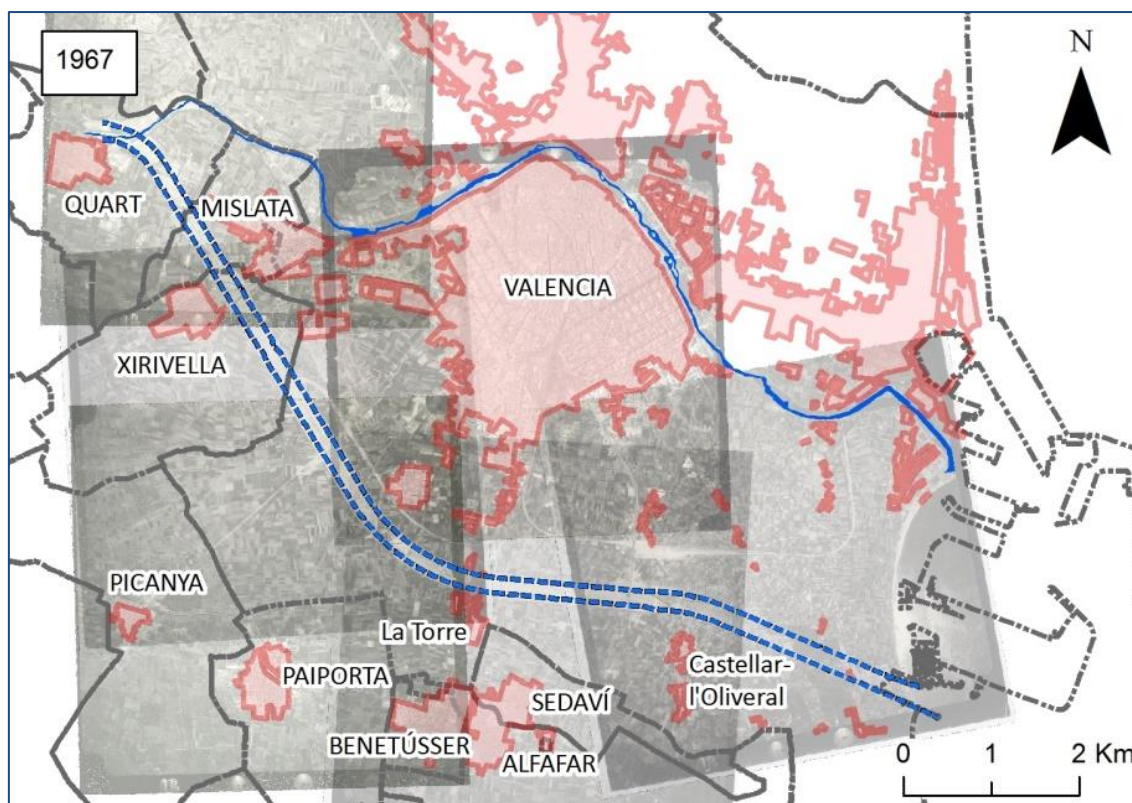 1967
N
QUART
MISLATA
VALENCIA
XIRIVELLA
PICANYA
La Torre
PAIPORTA
Castellar-
l'Oliveral
SEDAVÍ
BENETÚSSER
ALFAFAR
0 1 2 Km